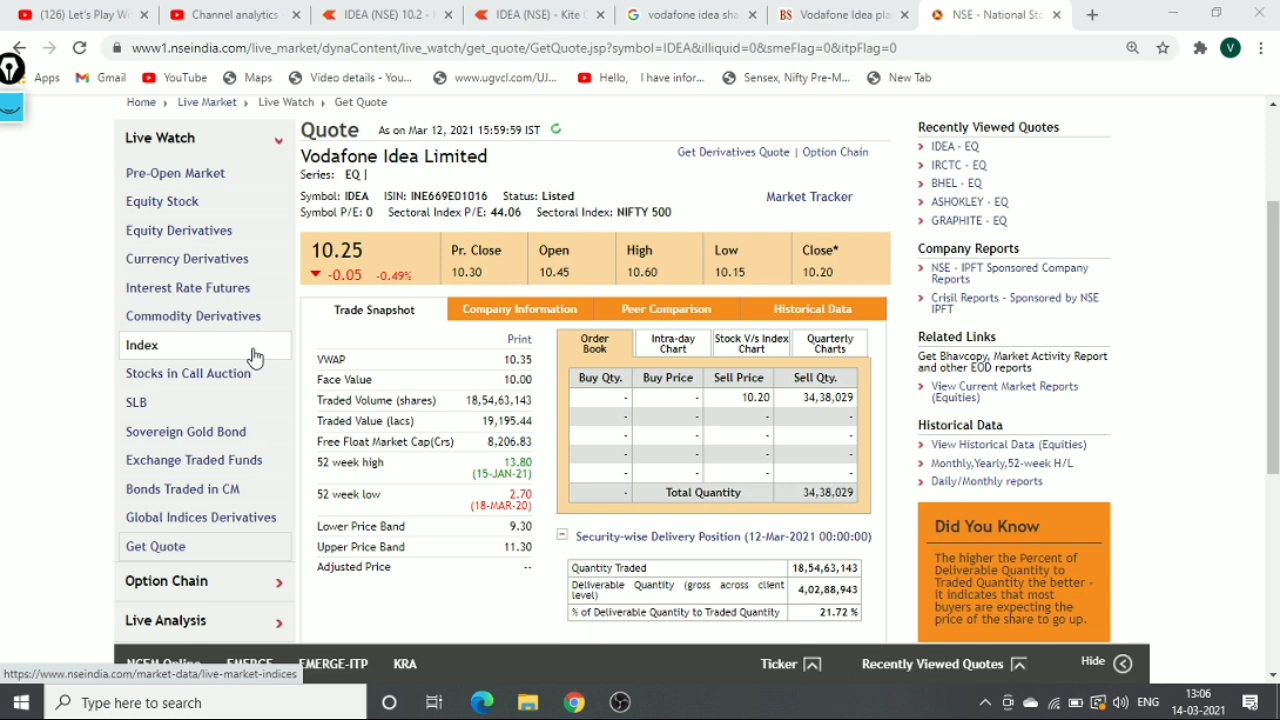 (126) Let's Play Wi
Channel analytics -
IDEA (NSE) 10.2 -
IDEA (NSE) - Kite C
vodafone idea sha
Vodafone Idea pla
NSE - National Sto
www1.nseindia.com/live_market/dynaContent/live_watch/get_quote/GetQuote.jsp?symbol=IDEA&illiquid=0&smeFlag=0&itpFlag=0
V
Apps
Gmail
YouTube
Maps
Video details - You...
www.ugvcl.com/UJ...
Hello, I have infor...
Sensex, Nifty Pre-M...
New Tab
Home › Live Market › Live Watch › Get Quote
Live Watch
Pre-Open Market
Equity Stock
Equity Derivatives
Currency Derivatives
Interest Rate Futures
Commodity Derivatives
Index
Stocks in Call Auction
SLB
Sovereign Gold Bond
Exchange Traded Funds
Bonds Traded in CM
Global Indices Derivatives
Get Quote
Option Chain
Live Analysis
Quote As on Mar 12, 2021 15:59:59 IST
Vodafone Idea Limited
Get Derivatives Quote | Option Chain
Series: EQ |
Symbol: IDEA ISIN: INE669E01016 Status: Listed
Market Tracker
Symbol P/E: 0 Sectoral Index P/E: 44.06 Sectoral Index: NIFTY 500
10.25 Pr. Close Open High Low Close*
-0.05 -0.49% 10.30 10.45 10.60 10.15 10.20
Trade Snapshot
Company Information
Peer Comparison
Historical Data
Print
VWAP 10.35
Face Value 10.00
Traded Volume (shares) 18,54,63,143
Traded Value (lacs) 19,195.44
Free Float Market Cap(Crs) 8,206.83
52 week high 13.80
(15-JAN-21)
52 week low 2.70
(18-MAR-20)
Lower Price Band 9.30
Upper Price Band 11.30
Adjusted Price --
Order Book
Intra-day Chart
Stock V/s Index Chart
Quarterly Charts
Buy Qty. Buy Price Sell Price Sell Qty.
- - 10.20 34,38,029
- - - -
- - - -
- - - -
- - - -
- Total Quantity 34,38,029
Security-wise Delivery Position (12-Mar-2021 00:00:00)
Quantity Traded 18,54,63,143
Deliverable Quantity (gross across client level) 4,02,88,943
% of Deliverable Quantity to Traded Quantity 21.72 %
Recently Viewed Quotes
IDEA - EQ
IRCTC - EQ
BHEL - EQ
ASHOKLEY - EQ
GRAPHITE - EQ
Company Reports
NSE - IPFT Sponsored Company
Reports
Crisil Reports - Sponsored by NSE
IPFT
Related Links
Get Bhavcopy, Market Activity Report
and other EOD reports
View Current Market Reports
(Equities)
Historical Data
View Historical Data (Equities)
Monthly,Yearly,52-week H/L
Daily/Monthly reports
Did You Know
The higher the Percent of
Deliverable Quantity to
Traded Quantity the better -
it indicates that most
buyers are expecting the
price of the share to go up.
NCFM Online
EMERGE
EMERGE-ITP
KRA
Ticker
Recently Viewed Quotes
Hide
https://www.nseindia.com/market-data/live-market-indices
Type here to search
ENG
13:06
14-03-2021